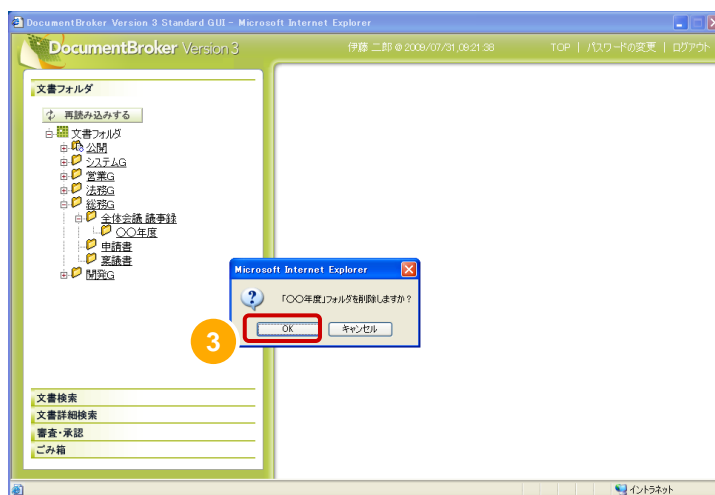 DocumentBroker Version 3 Standard GUI - Microsoft Internet Explorer
DocumentBroker Version 3
伊藤 二郎 @ 2009/07/31,09:21:38
TOP | パスワードの変更 | ログアウト
文書フォルダ
再読み込みする
文書フォルダ
公開
システムG
営業G
法務G
総務G
全体会議 議事録
〇〇年度
申請書
稟議書
開発G
Microsoft Internet Explorer
「〇〇年度」フォルダを削除しますか?
OK
キャンセル
3
文書検索
文書詳細検索
審査・承認
ごみ箱
イントラネット